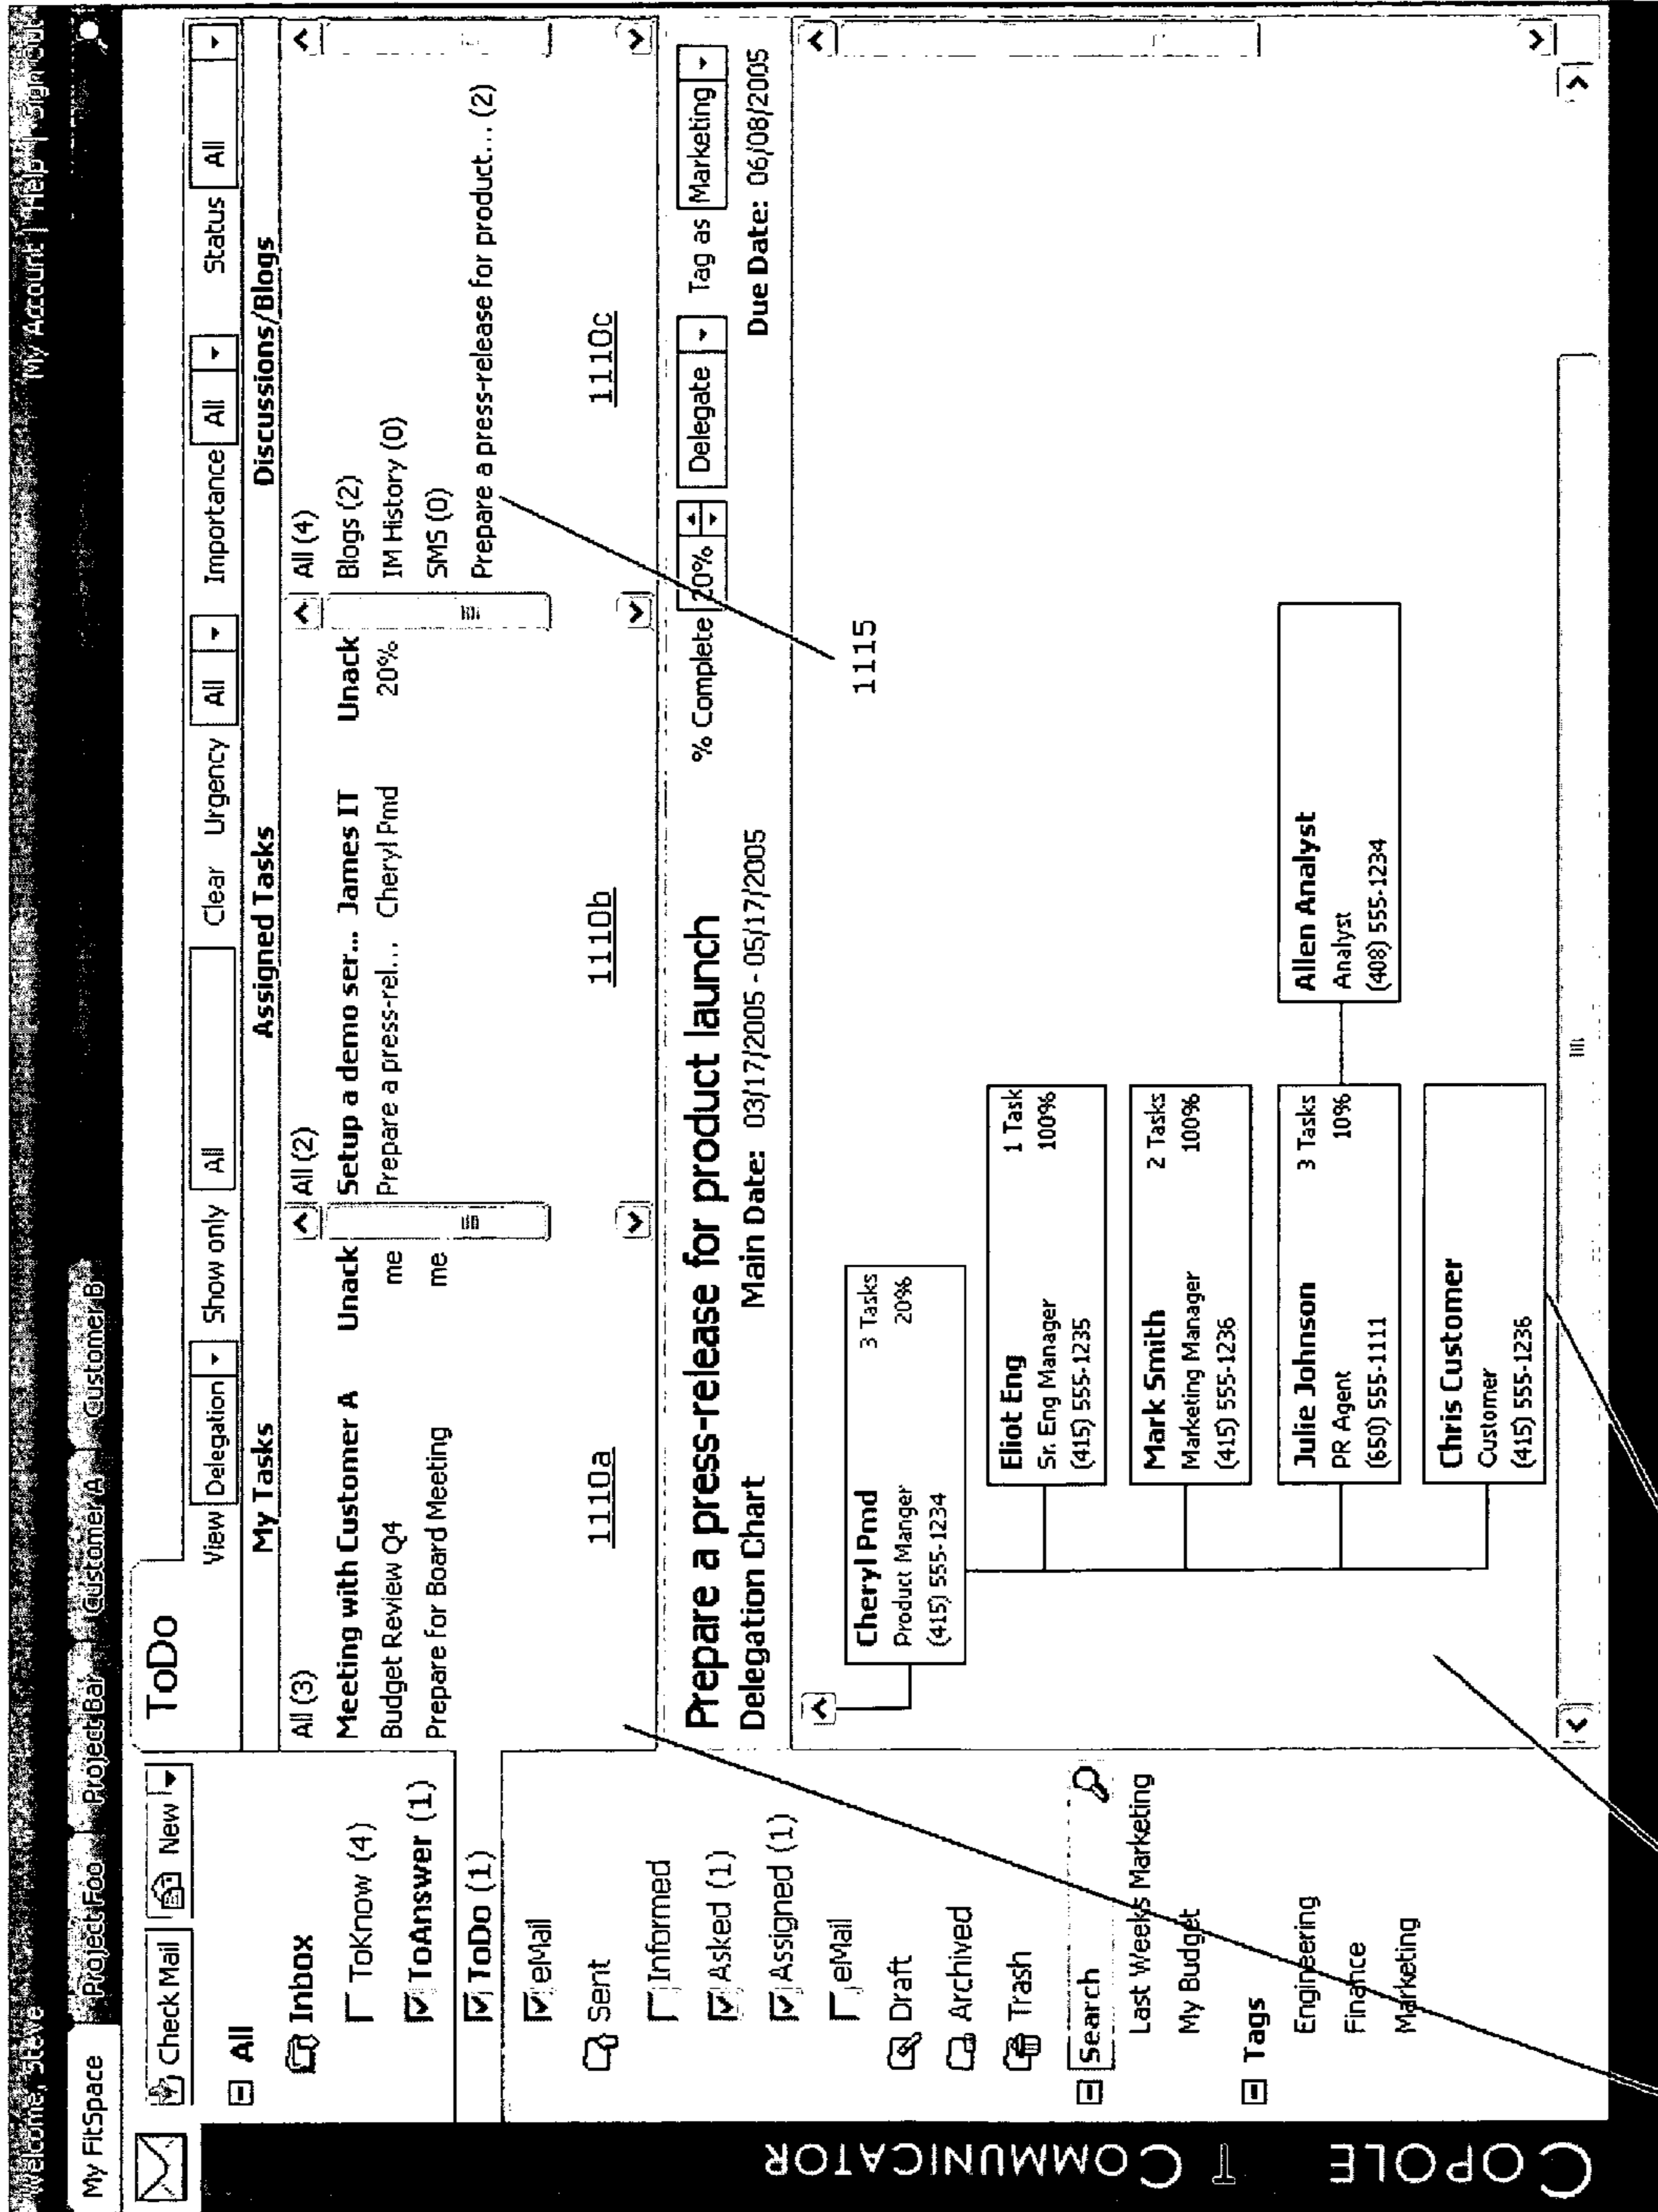 Welcome, Steve
My Account | Help | Sign Out
My FitSpace
Project Foo
Project Bar
Customer A
Customer B
Check Mail
New
All
Inbox
ToKnow (4)
ToAnswer (1)
ToDo (1)
eMail
Sent
Informed
Asked (1)
Assigned (1)
eMail
Draft
Archived
Trash
Search
Last Weeks Marketing
My Budget
Tags
Engineering
Finance
Marketing
COPOLE
T COMMUNICATOR
ToDo
View Delegation Show only All Clear Urgency All Importance All Status All
My Tasks
All (3)
Meeting with Customer A Unack
Budget Review Q4 me
Prepare for Board Meeting me
1110a
Assigned Tasks
All (2)
Setup a demo ser... James IT Unack
Prepare a press-rel... Cheryl Pmd 20%
1110b
Discussions/Blogs
All (4)
Blogs (2)
IM History (0)
SMS (0)
Prepare a press-release for product... (2)
1110c
Prepare a press-release for product launch
% Complete 20% Delegate Tag as Marketing
Delegation Chart Main Date: 03/17/2005 - 05/17/2005 Due Date: 06/08/2005
1115
Cheryl Pmd 3 Tasks
Product Manger 20%
(415) 555-1234
Eliot Eng 1 Task
Sr. Eng Manager 100%
(415) 555-1235
Mark Smith 2 Tasks
Marketing Manager 100%
(415) 555-1236
Julie Johnson 3 Tasks
PR Agent 10%
(650) 555-1111
Allen Analyst
Analyst
(408) 555-1234
Chris Customer
Customer
(415) 555-1236